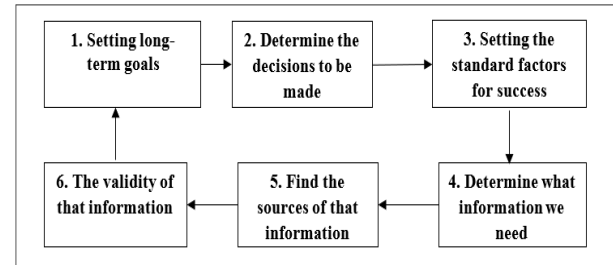 1. Setting long-
term goals
2. Determine the
decisions to be
made
3. Setting the
standard factors
for success
4. Determine what
information we
need
5. Find the
sources of that
information
6. The validity of
that information